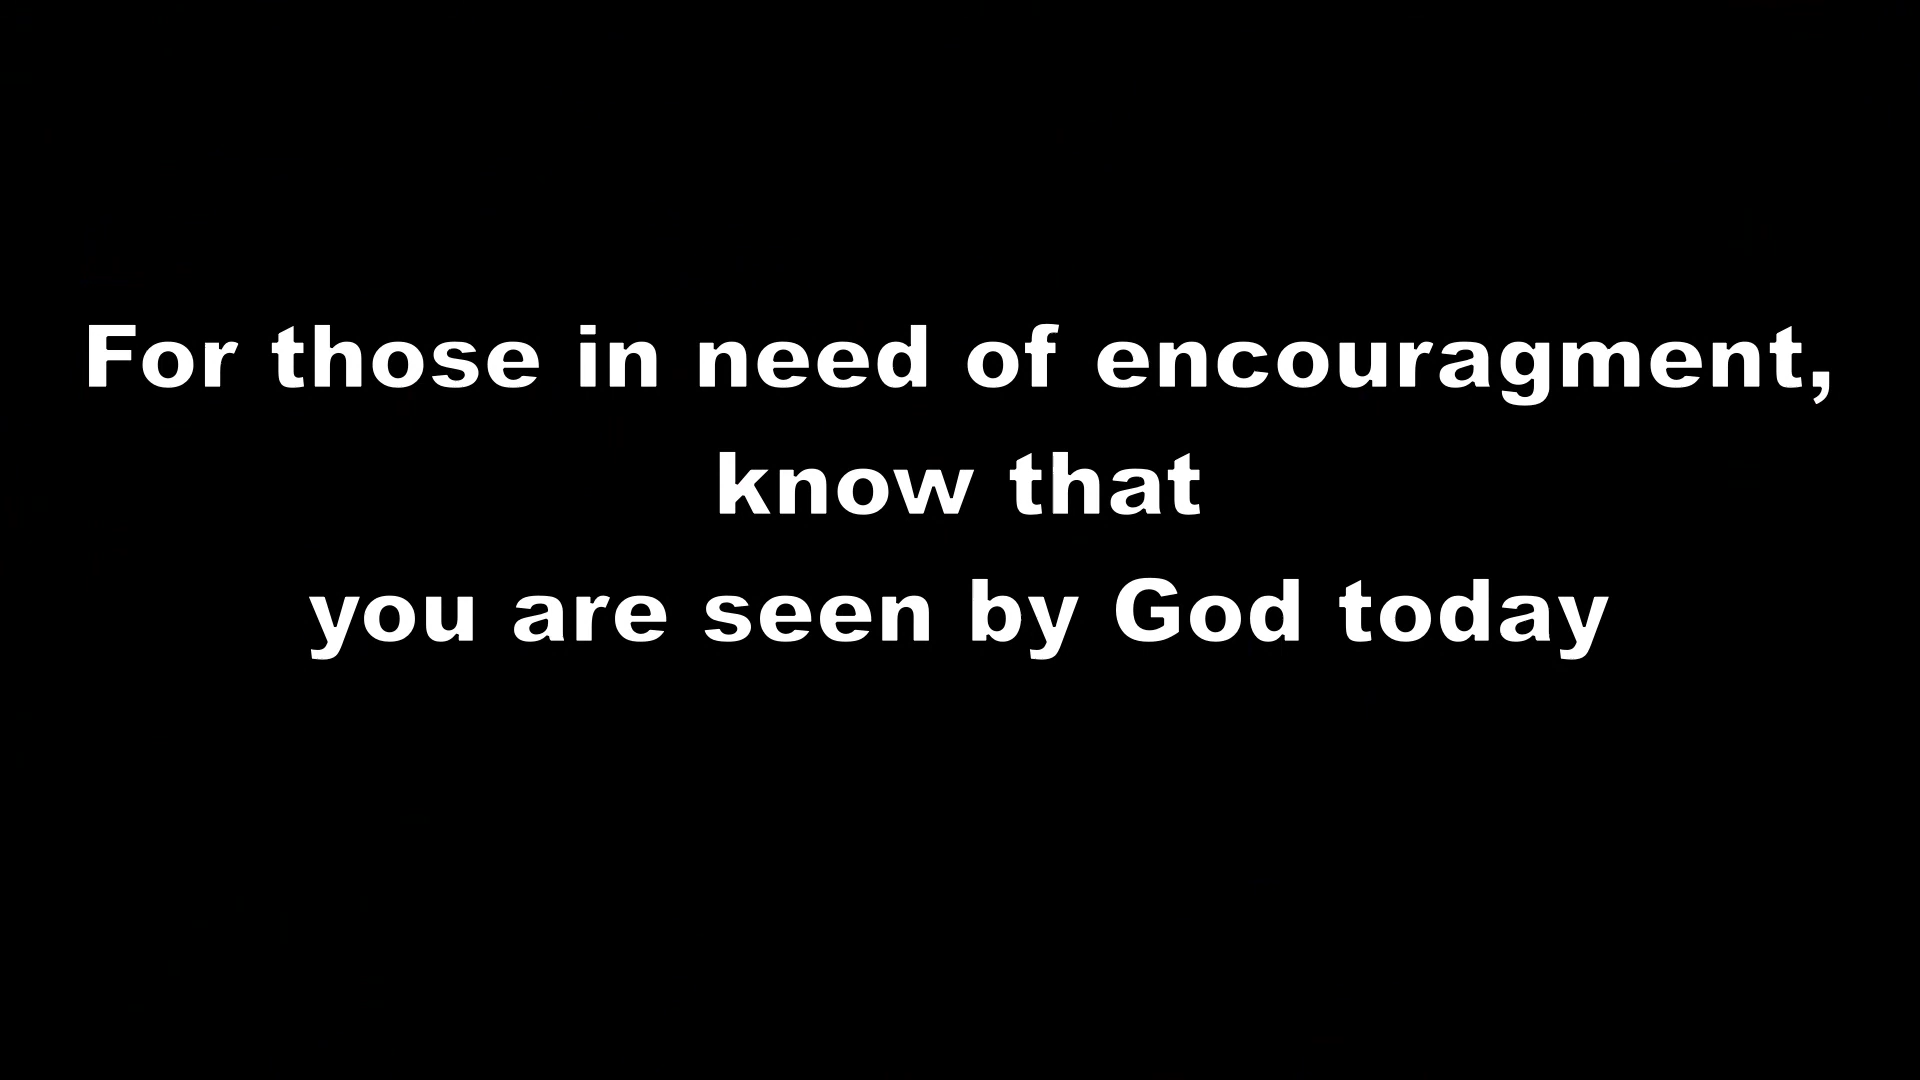 For those in need of encouragment,
know that
you are seen by God today